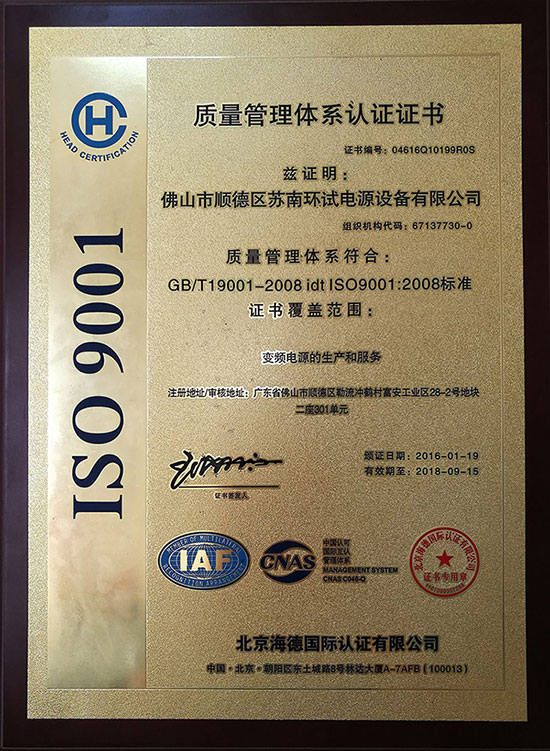 HEAD CERTIFICATION
ISO 9001
质量管理体系认证证书
证书编号：04616Q10199R0S
兹证明：
佛山市顺德区苏南环试电源设备有限公司
组织机构代码：67137730-0
质量管理体系符合：
GB/T19001-2008 idt ISO9001:2008标准
证书覆盖范围：
变频电源的生产和服务
注册地址/审核地址：广东省佛山市顺德区勒流冲鹤村富安工业区28-2号地块
二座301单元
颁证日期：2016-01-19
有效期至：2018-09-15
证书签发人
MEMBER OF MULTILATERAL
IAF
RECOGNITION ARRANGEMENT
CNAS
中国认可
国际互认
管理体系
MANAGEMENT SYSTEM
CNAS C046-Q
北京海德国际认证有限公司
证书专用章
北京海德国际认证有限公司
中国·北京·朝阳区东土城路8号林达大厦A-7AFB（100013）